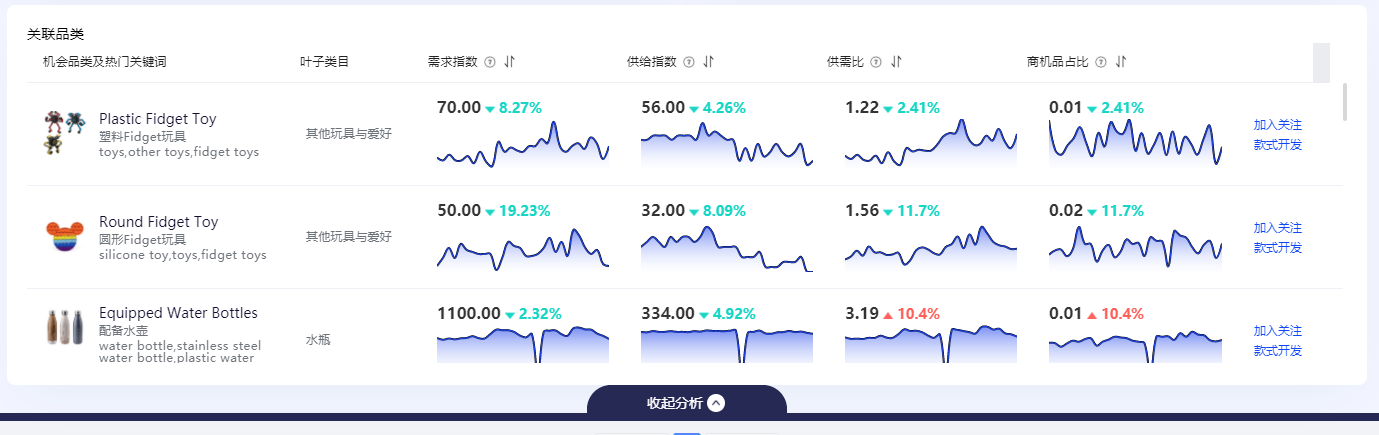 关联品类
机会品类及热门关键词 叶子类目 需求指数 供给指数 供需比 商机品占比
70.00 8.27% 56.00 4.26% 1.22 2.41% 0.01 2.41%
Plastic Fidget Toy
塑料Fidget玩具
toys,other toys,fidget toys
其他玩具与爱好
加入关注
款式开发
50.00 19.23% 32.00 8.09% 1.56 11.7% 0.02 11.7%
Round Fidget Toy
圆形Fidget玩具
silicone toy,toys,fidget toys
其他玩具与爱好
加入关注
款式开发
1100.00 2.32% 334.00 4.92% 3.19 10.4% 0.01 10.4%
Equipped Water Bottles
配备水壶
water bottle,stainless steel
water bottle,plastic water
水瓶
加入关注
款式开发
收起分析